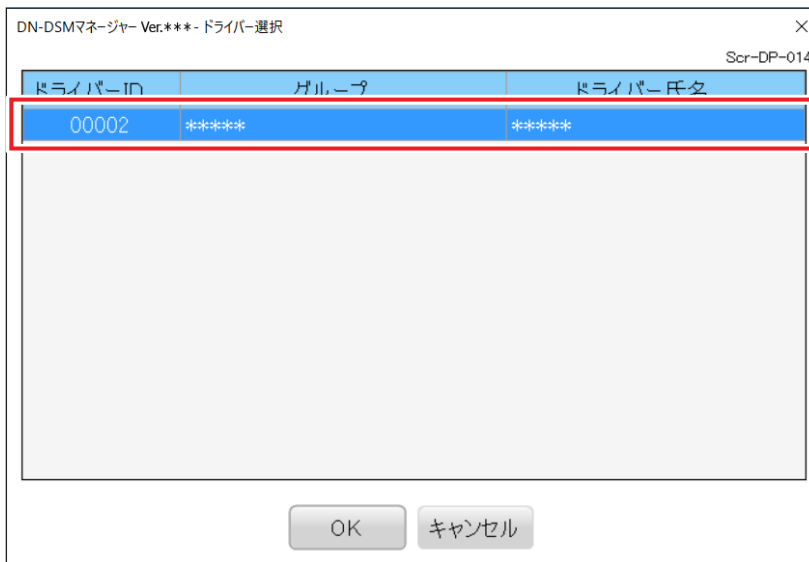 DN-DSMマネージャー Ver.***- ドライバー選択
Scr-DP-014
ドライバーID グループ ドライバー氏名
00002 ***** *****
OK キャンセル